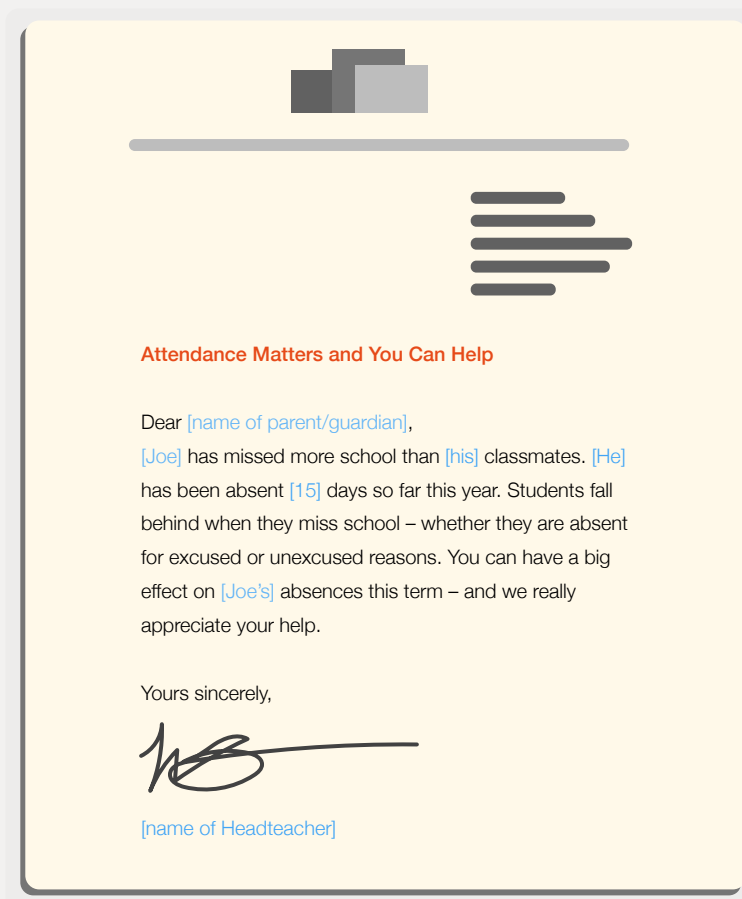 Attendance Matters and You Can Help
Dear [name of parent/guardian],
[Joe] has missed more school than [his] classmates. [He]
has been absent [15] days so far this year. Students fall
behind when they miss school – whether they are absent
for excused or unexcused reasons. You can have a big
effect on [Joe’s] absences this term – and we really
appreciate your help.
Yours sincerely,
[name of Headteacher]